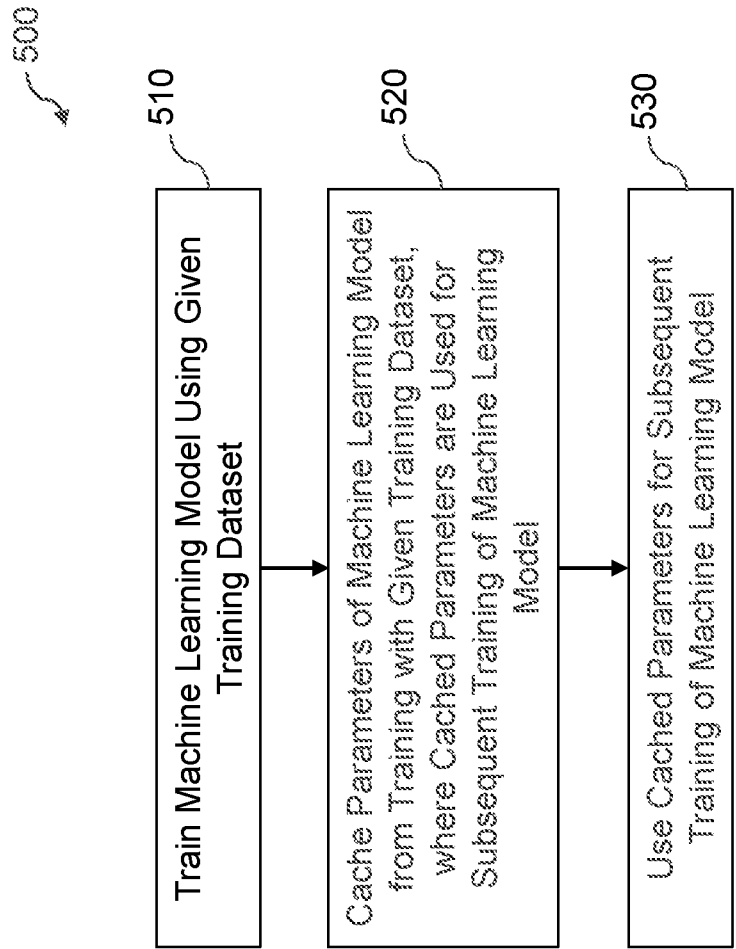 500
510
Train Machine Learning Model Using Given
Training Dataset
520
Cache Parameters of Machine Learning Model
from Training with Given Training Dataset,
where Cached Parameters are Used for
Subsequent Training of Machine Learning
Model
530
Use Cached Parameters for Subsequent
Training of Machine Learning Model